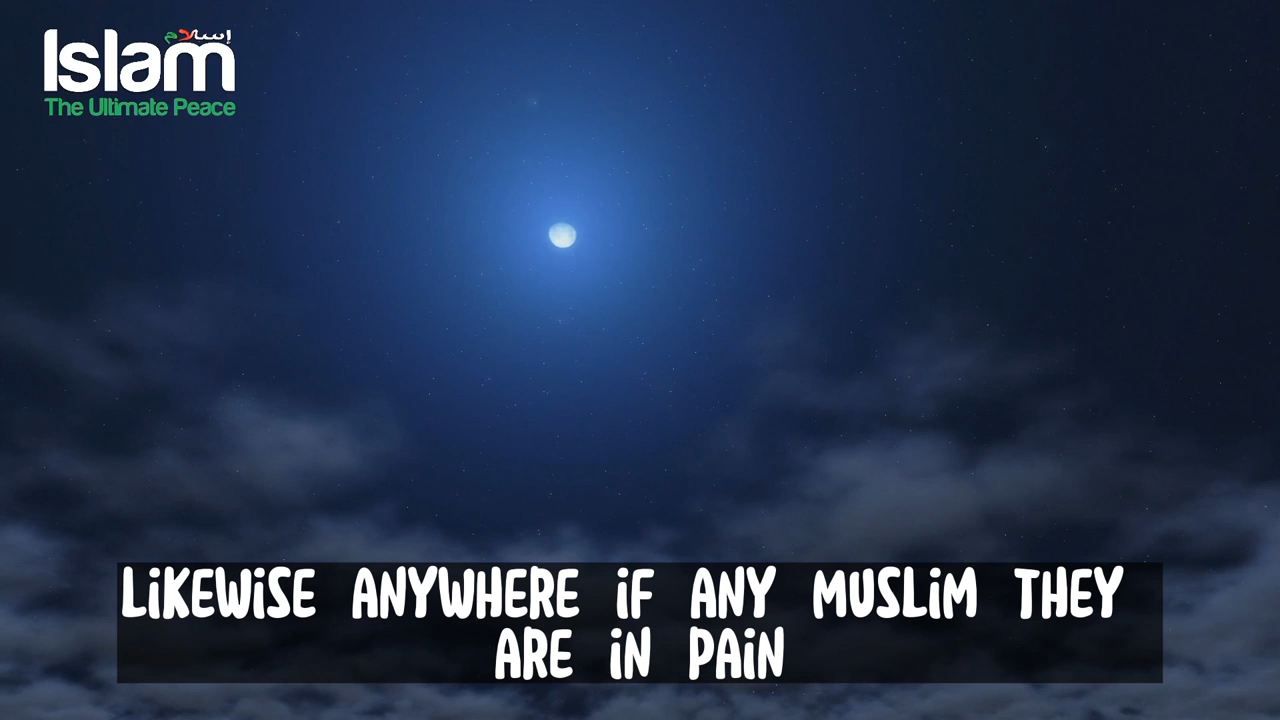 إسلام
Islam
The Ultimate Peace
LiKEWiSE ANYWHERE iF ANY MUSLiM THEY
ARE iN PAiN